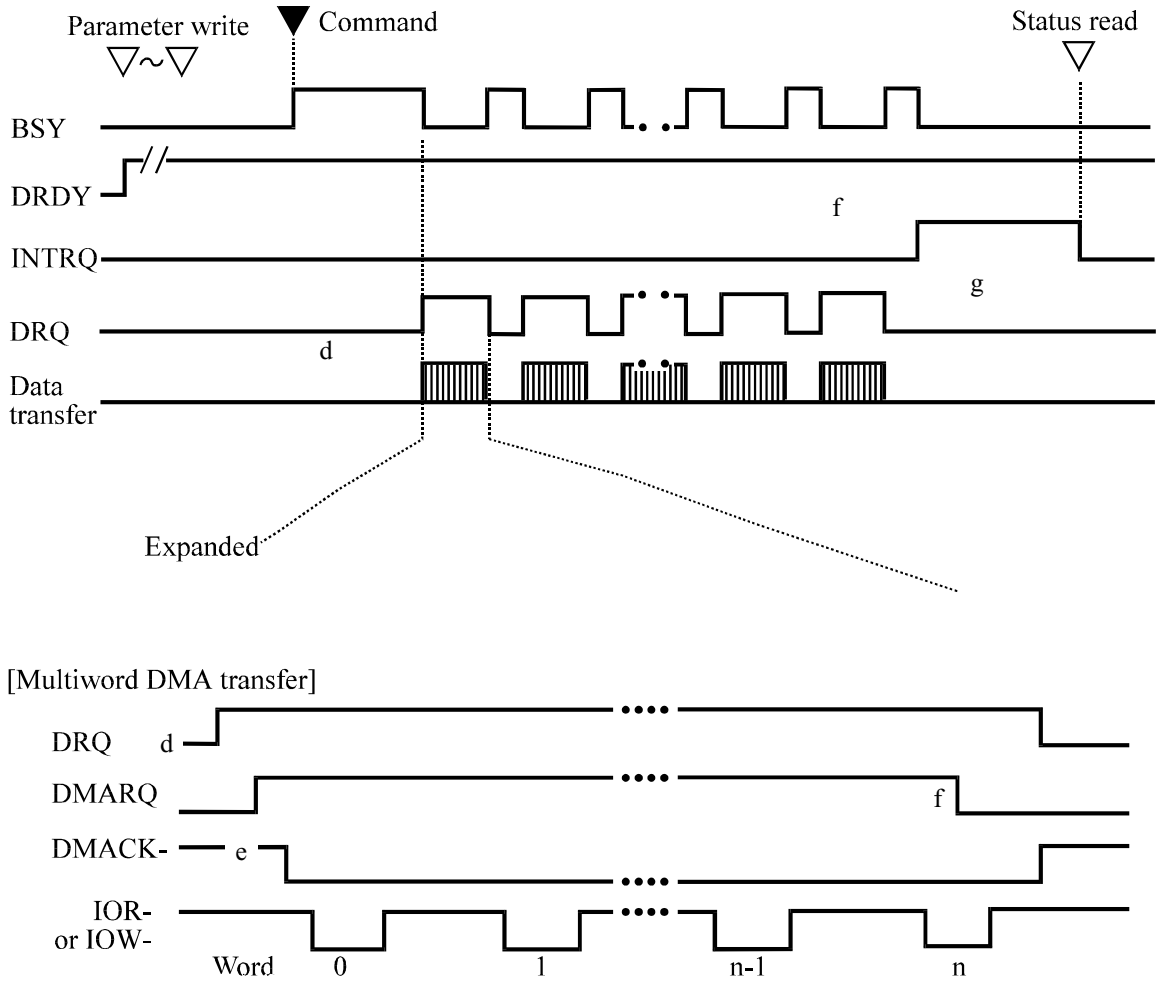 Parameter write
Command
Status read
BSY
DRDY
f
INTRQ
g
DRQ
d
Data
transfer
Expanded
[Multiword DMA transfer]
DRQ d
DMARQ f
DMACK- e
IOR-
or IOW-
Word 0 1 n-1 n